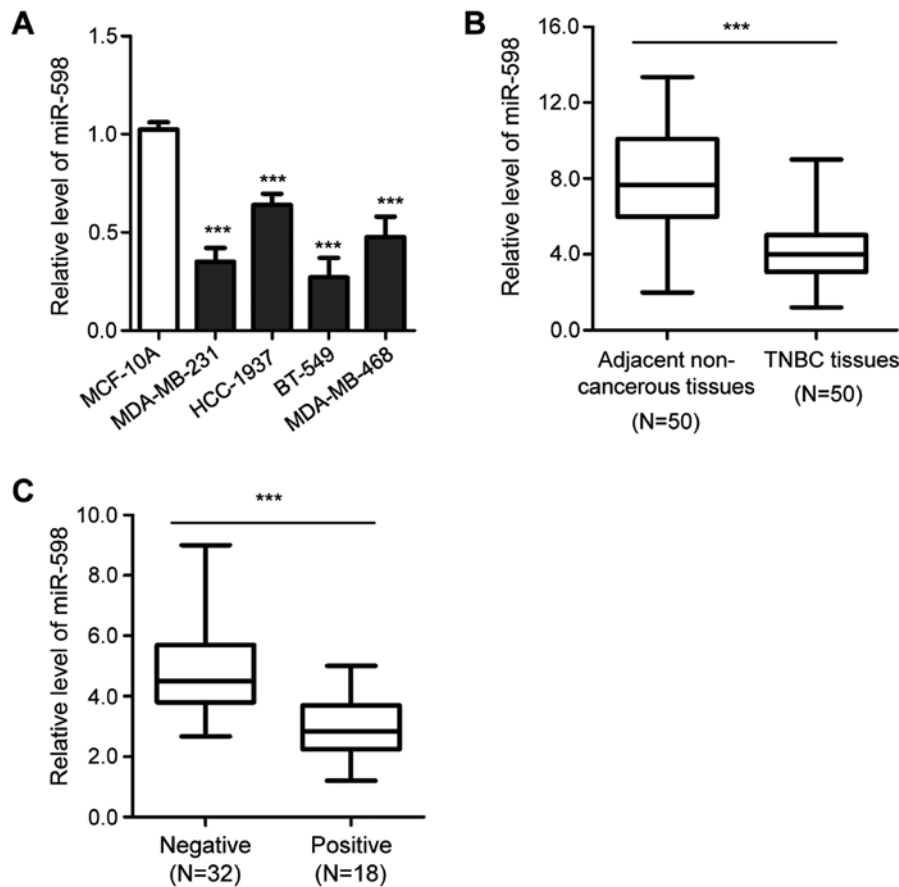 A
Relative level of miR-598
1.5
1.0
0.5
0.0
***
***
***
***
MCF-10A
MDA-MB-231
HCC-1937
BT-549
MDA-MB-468
B
Relative level of miR-598
16.0
12.0
8.0
4.0
0.0
***
Adjacent non-
cancerous tissues
(N=50)
TNBC tissues
(N=50)
C
Relative level of miR-598
10.0
8.0
6.0
4.0
2.0
0.0
***
Negative
(N=32)
Positive
(N=18)